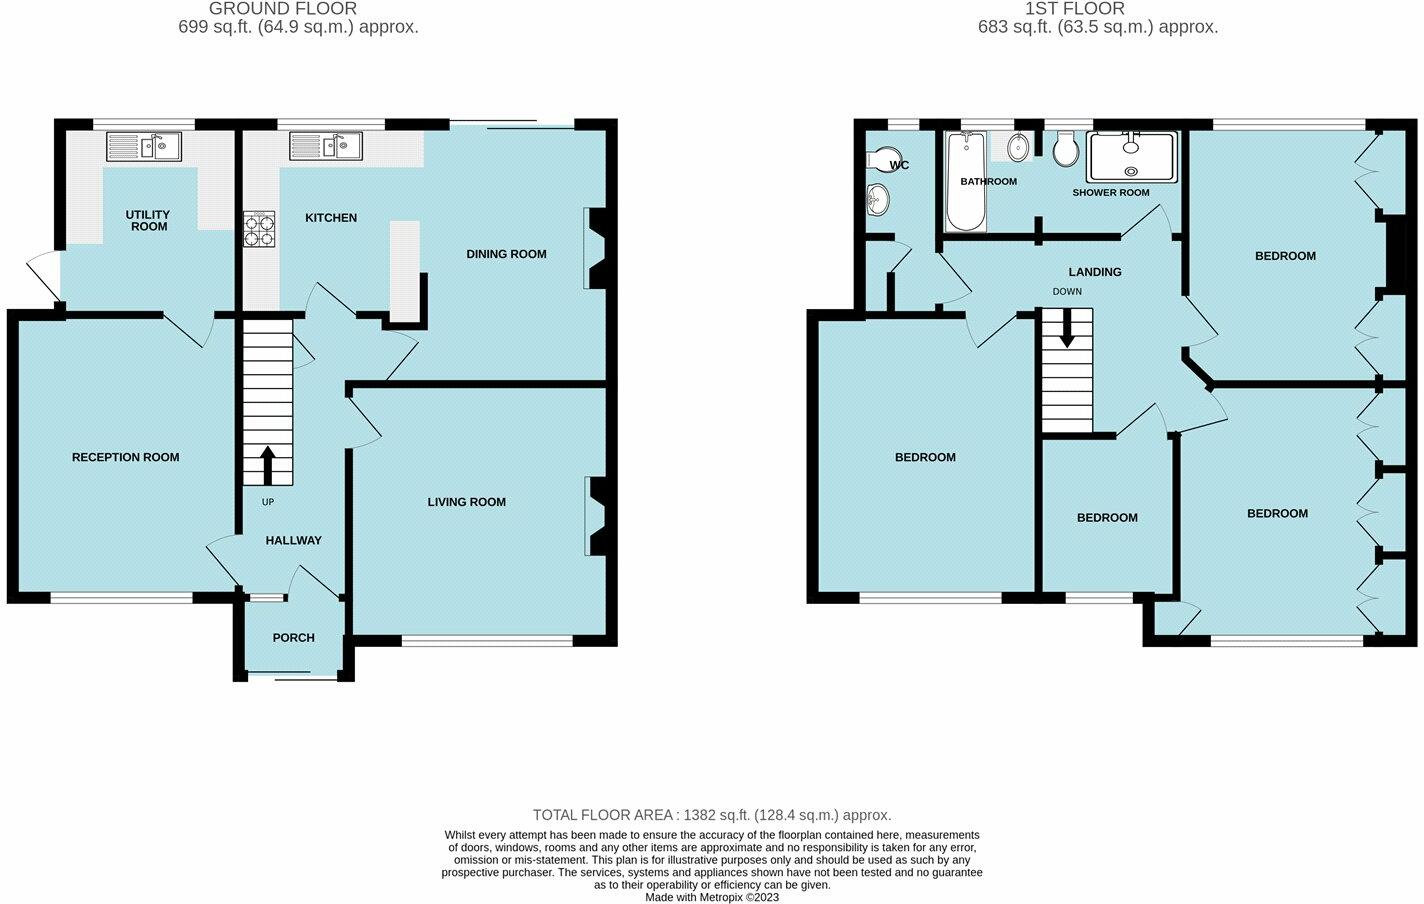 GROUND FLOOR
699 sq.ft. (64.9 sq.m.) approx.
1ST FLOOR
683 sq.ft. (63.5 sq.m.) approx.
UTILITY
ROOM
KITCHEN
DINING ROOM
RECEPTION ROOM
LIVING ROOM
UP
HALLWAY
PORCH
WC
BATHROOM
SHOWER ROOM
BEDROOM
LANDING
DOWN
BEDROOM
BEDROOM
BEDROOM
TOTAL FLOOR AREA : 1382 sq.ft. (128.4 sq.m.) approx.
Whilst every attempt has been made to ensure the accuracy of the floorplan contained here, measurements
of doors, windows, rooms and any other items are approximate and no responsibility is taken for any error,
omission or mis-statement. This plan is for illustrative purposes only and should be used as such by any
prospective purchaser. The services, systems and appliances shown have not been tested and no guarantee
as to their operability or efficiency can be given.
Made with Metropix ©2023